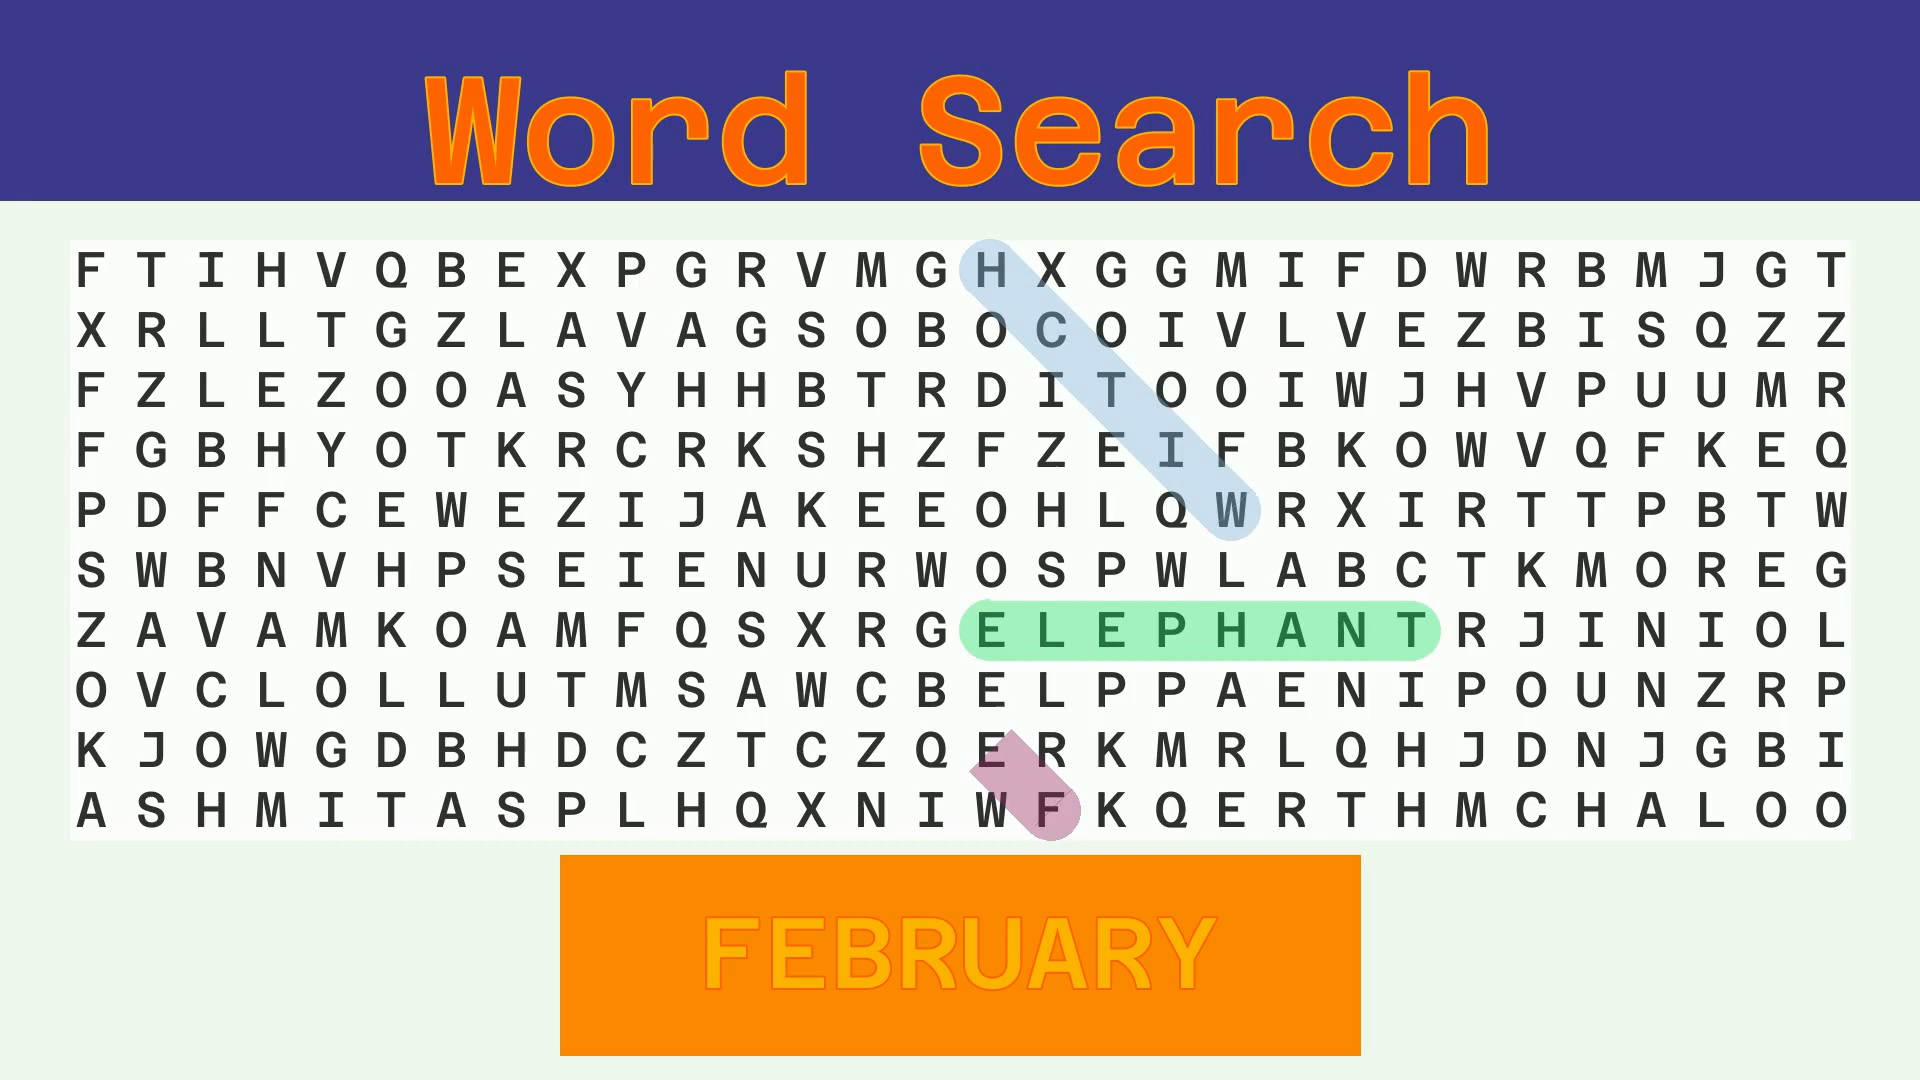 Word Search
F T I H V Q B E X P G R V M G H X G G M I F D W R B M J G T
X R L L T G Z L A V A G S O B O C O I V L V E Z B I S Q Z Z
F Z L E Z O O A S Y H H B T R D I T O O I W J H V P U U M R
F G B H Y O T K R C R K S H Z F Z E I F B K O W V Q F K E Q
P D F F C E W E Z I J A K E E O H L Q W R X I R T T P B T W
S W B N V H P S E I E N U R W O S P W L A B C T K M O R E G
Z A V A M K O A M F Q S X R G E L E P H A N T R J I N I O L
O V C L O L L U T M S A W C B E L P P A E N I P O U N Z R P
K J O W G D B H D C Z T C Z Q E R K M R L Q H J D N J G B I
A S H M I T A S P L H Q X N I W F K Q E R T H M C H A L O O
FEBRUARY